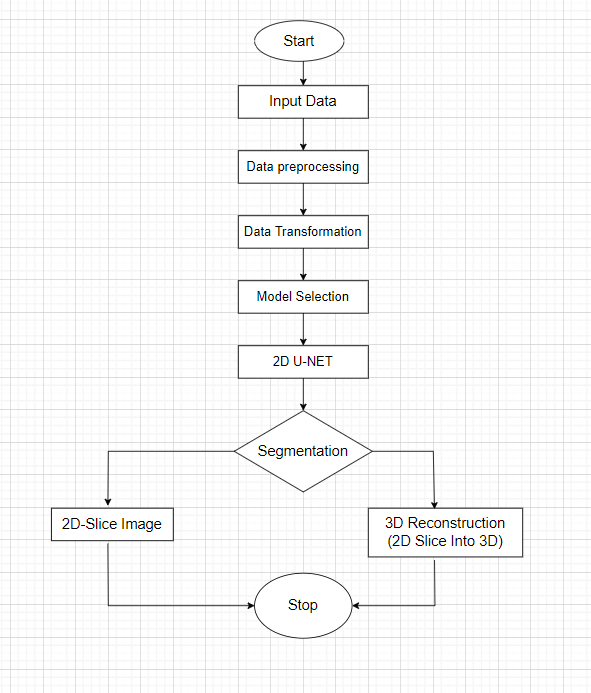 Start
Input Data
Data preprocessing
Data Transformation
Model Selection
2D U-NET
Segmentation
2D-Slice Image
3D Reconstruction
(2D Slice Into 3D)
Stop